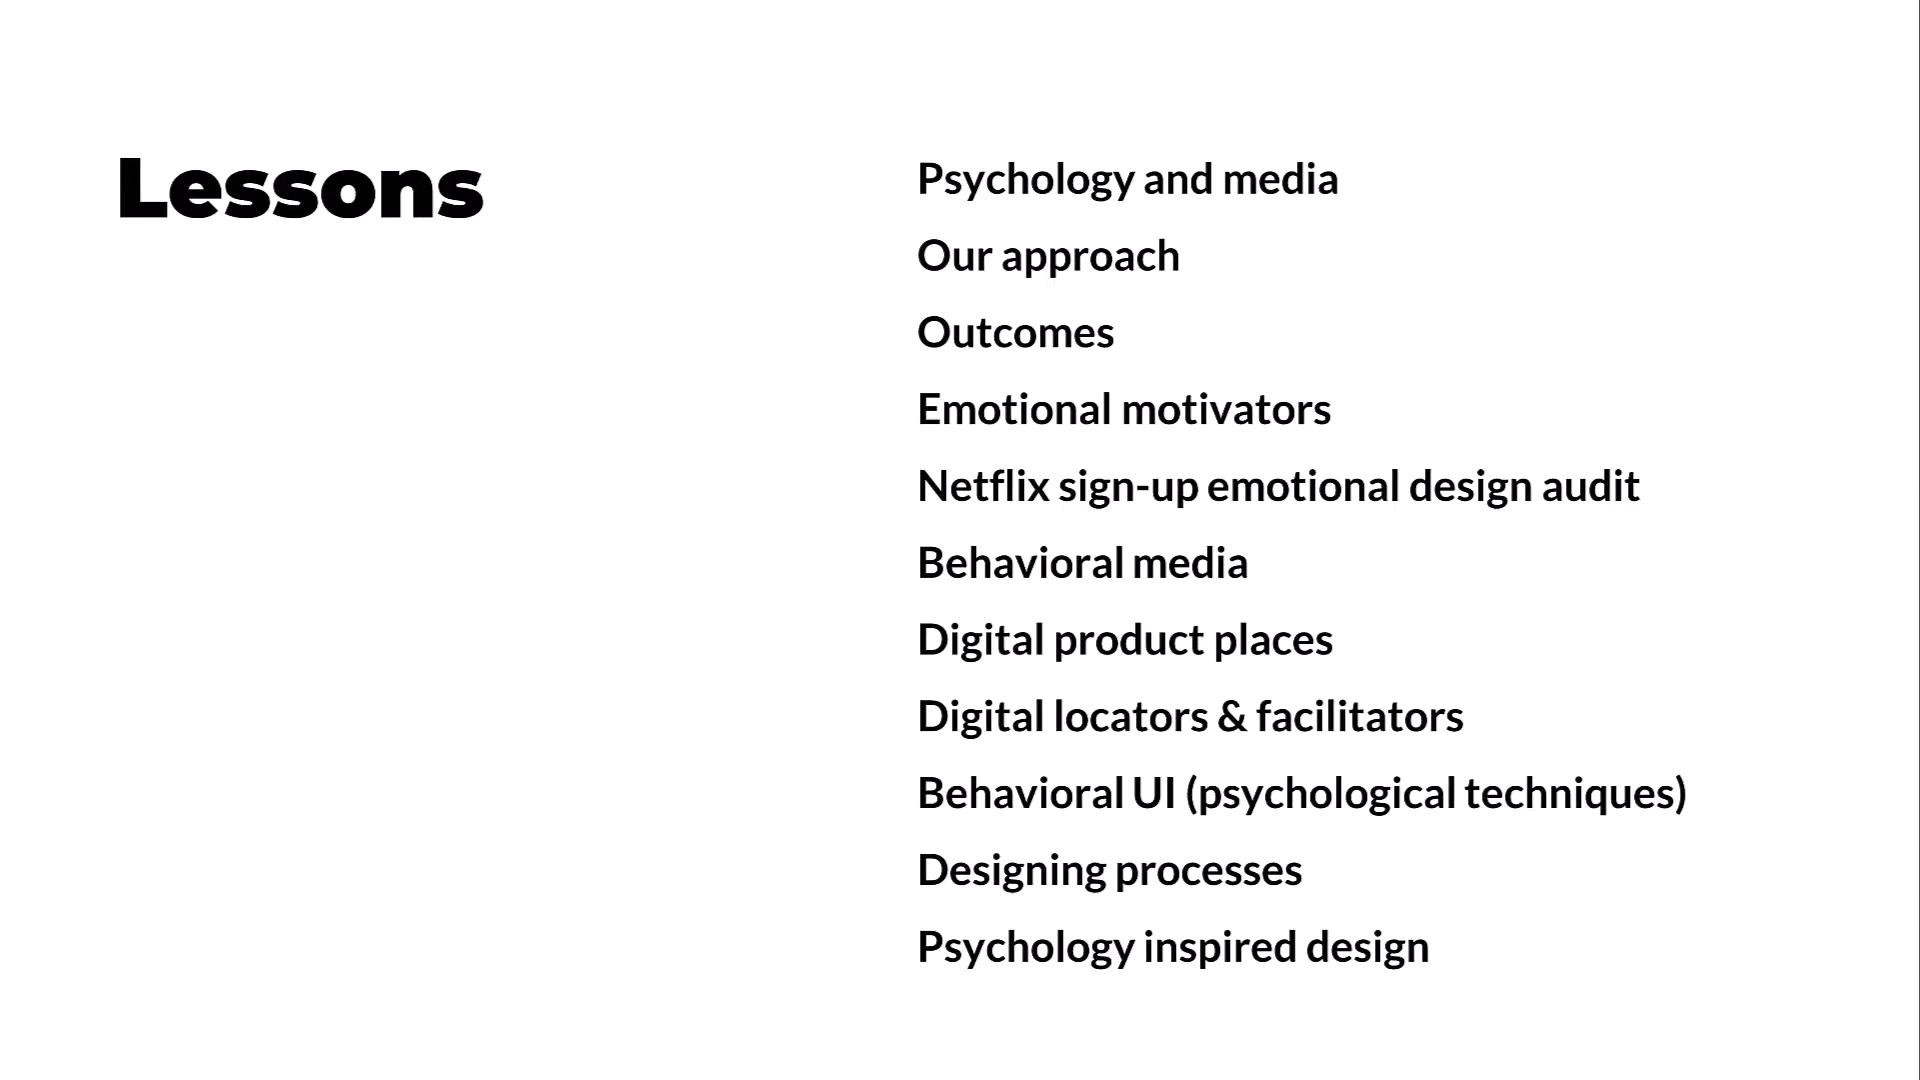 Lessons
Psychology and media
Our approach
Outcomes
Emotional motivators
Netflix sign-up emotional design audit
Behavioral media
Digital product places
Digital locators & facilitators
Behavioral UI (psychological techniques)
Designing processes
Psychology inspired design